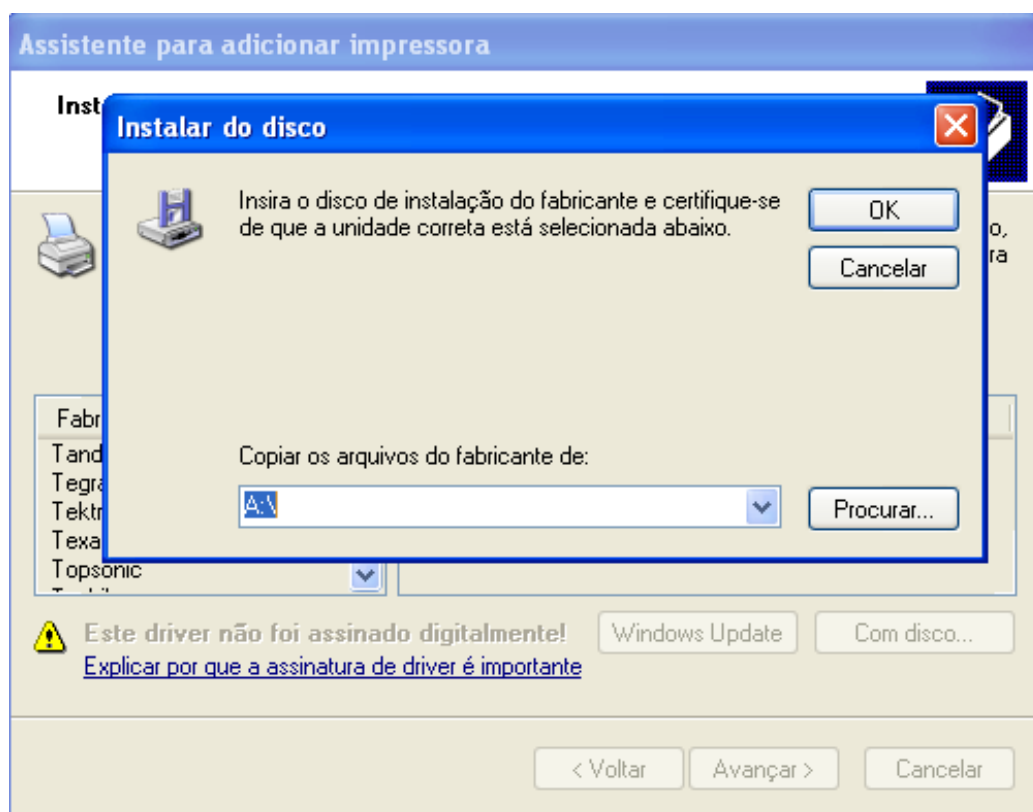 Assistente para adicionar impressora
Inst
Instalar do disco
Insira o disco de instalação do fabricante e certifique-se
de que a unidade correta está selecionada abaixo.
OK
Cancelar
o,
ra
Fabr
Tand
Tegra
Tektr
Texa
Topsonic
Copiar os arquivos do fabricante de:
A:\
Procurar...
Este driver não foi assinado digitalmente!
Windows Update
Com disco...
Explicar por que a assinatura de driver é importante
< Voltar
Avançar >
Cancelar